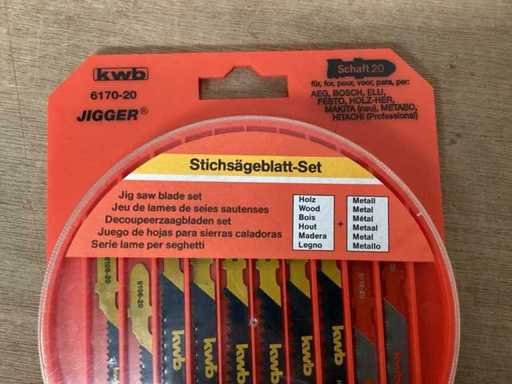 kwb
6170-20
JIGGER®
Schaft 20
für, for, pour, voor, para, per:
AEG, BOSCH, ELU,
FESTO, HOLZ-HER,
MAKITA (neu), METABO,
HITACHI (Professional)
Stichsägeblatt-Set
Jig saw blade set
Jeu de lames de seies sauteuses
Decoupeerzaagbladen set
Juego de hojas para sierras caladoras
Serie lame per seghetti
Holz
Wood
Bois
Hout
Madera
Legno
+
Metall
Metal
Métal
Metaal
Metal
Metallo
kwb
kwb
kwb
kwb
kwb
kwb